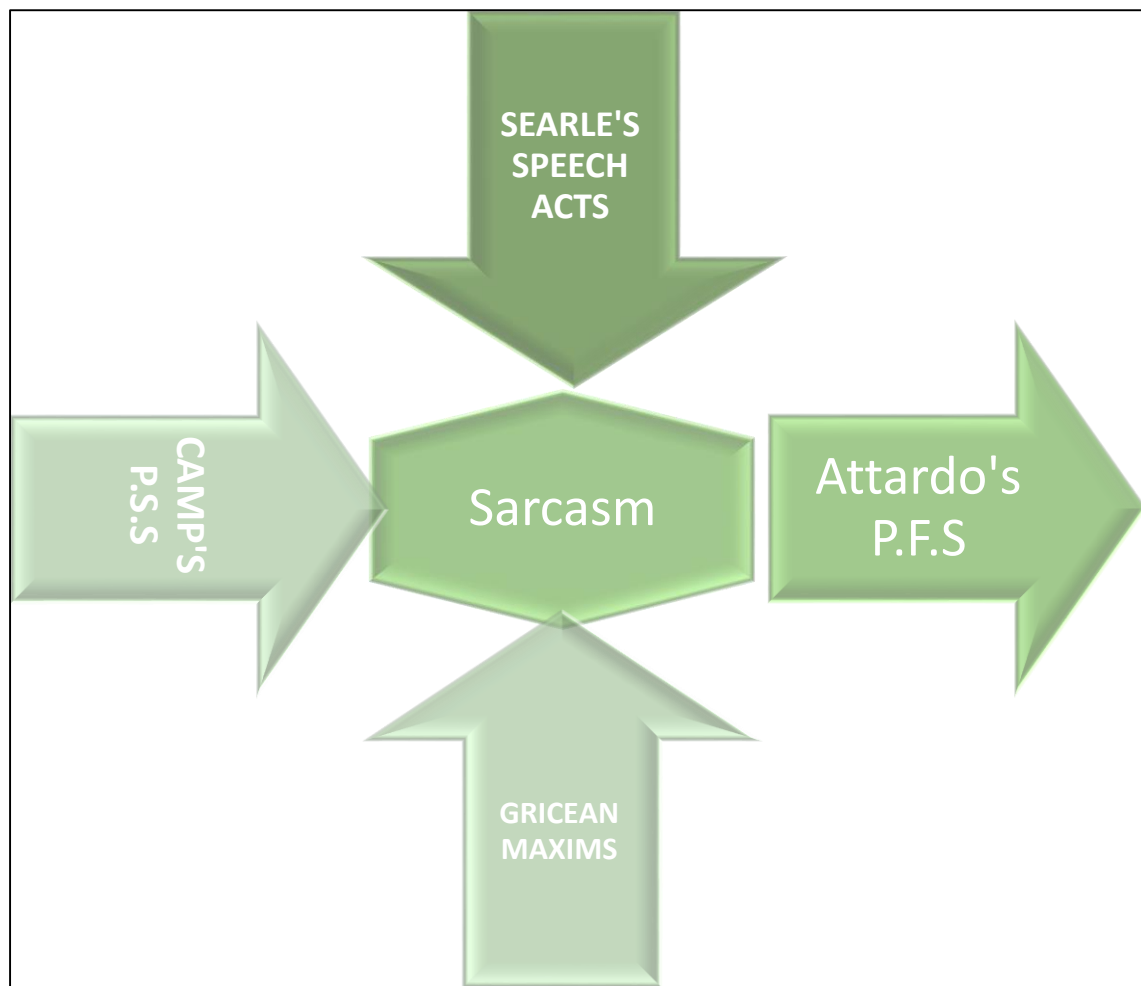 SEARLE'S
SPEECH
ACTS
CAMP'S
P.S.S
Sarcasm
Attardo's
P.F.S
GRICEAN
MAXIMS